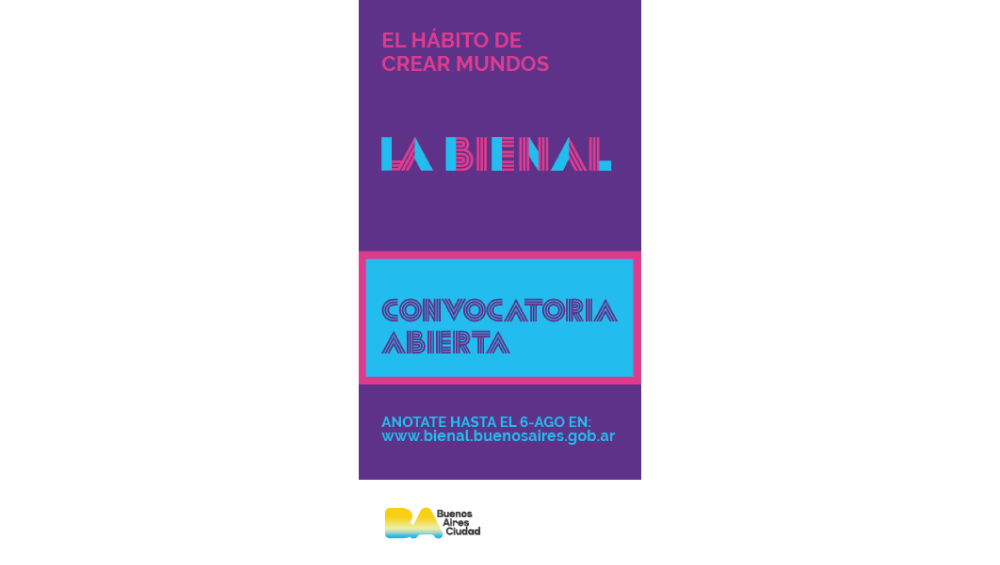 EL HÁBITO DE
CREAR MUNDOS
LA BIENAL
CONVOCATORIA
ABIERTA
ANOTATE HASTA EL 6-AGO EN:
www.bienal.buenosaires.gob.ar
BA
Buenos
Aires
Ciudad